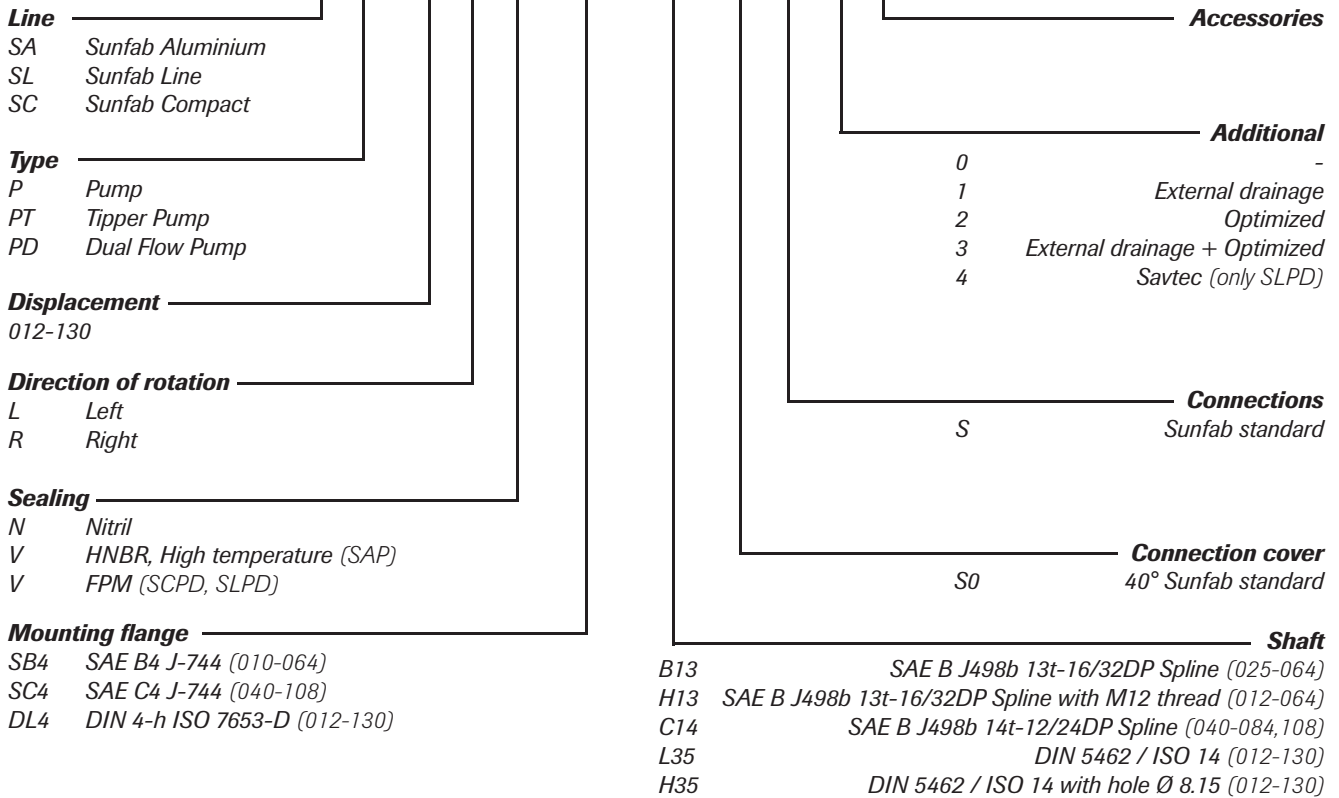 Line
SA Sunfab Aluminium
SL Sunfab Line
SC Sunfab Compact
Type
P Pump
PT Tipper Pump
PD Dual Flow Pump
Displacement
012-130
Direction of rotation
L Left
R Right
Sealing
N Nitril
V HNBR, High temperature (SAP)
V FPM (SCPD, SLPD)
Mounting flange
SB4 SAE B4 J-744 (010-064)
SC4 SAE C4 J-744 (040-108)
DL4 DIN 4-h ISO 7653-D (012-130)
Accessories
Additional
0 -
1 External drainage
2 Optimized
3 External drainage + Optimized
4 Savtec (only SLPD)
Connections
S Sunfab standard
Connection cover
S0 40° Sunfab standard
Shaft
B13 SAE B J498b 13t-16/32DP Spline (025-064)
H13 SAE B J498b 13t-16/32DP Spline with M12 thread (012-064)
C14 SAE B J498b 14t-12/24DP Spline (040-084,108)
L35 DIN 5462 / ISO 14 (012-130)
H35 DIN 5462 / ISO 14 with hole Ø 8.15 (012-130)